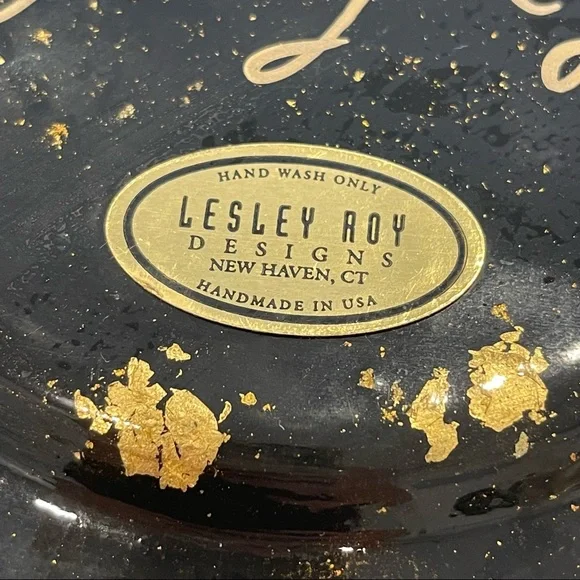 HAND WASH ONLY
LESLEY ROY
DESIGNS
NEW HAVEN, CT
HANDMADE IN USA